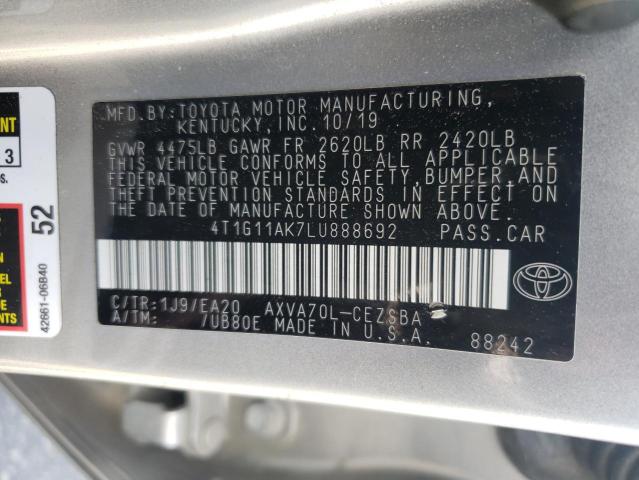 MFD.BY:TOYOTA MOTOR MANUFACTURING,
KENTUCKY,INC.10/19
GVWR 4475LB GAWR FR 2620LB RR 2420LB
THIS VEHICLE CONFORMS TO ALL APPLICABLE
FEDERAL MOTOR VEHICLE SAFETY,BUMPER,AND
THEFT PREVENTION STANDARDS IN EFFECT ON
THE DATE OF MANUFACTURE SHOWN ABOVE.
4T1G11AK7LU888692 PASS.CAR
C/TR:1J9/EA20 AXVA70L-CEZSBA
A/TM: /UB80E MADE IN U.S.A.
88242
3
52
42661-06B40